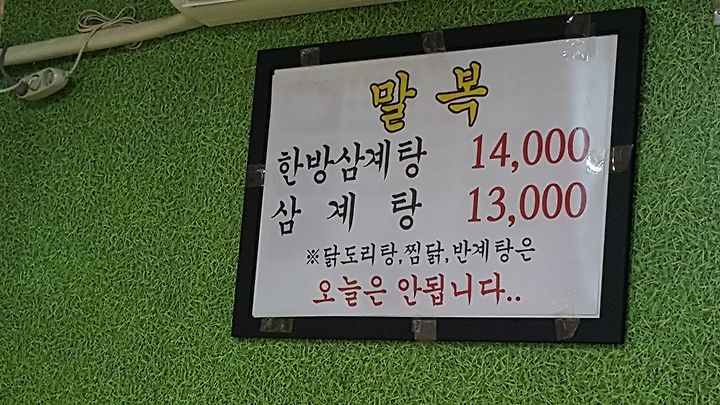 말복
한방삼계탕 14,000
삼계탕 13,000
※닭도리탕,찜닭,반계탕은
오늘은 안됩니다..